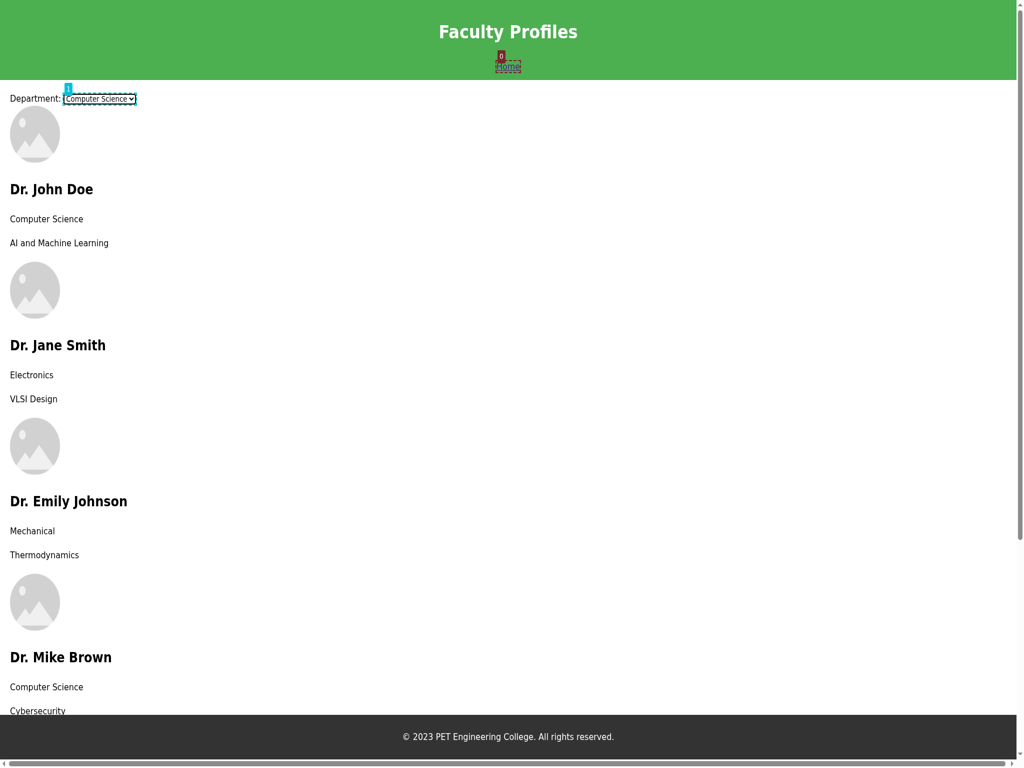 Faculty Profiles
0
Home
1
Department: Computer Science
Dr. John Doe
Computer Science
AI and Machine Learning
Dr. Jane Smith
Electronics
VLSI Design
Dr. Emily Johnson
Mechanical
Thermodynamics
Dr. Mike Brown
Computer Science
Cybersecurity
© 2023 PET Engineering College. All rights reserved.